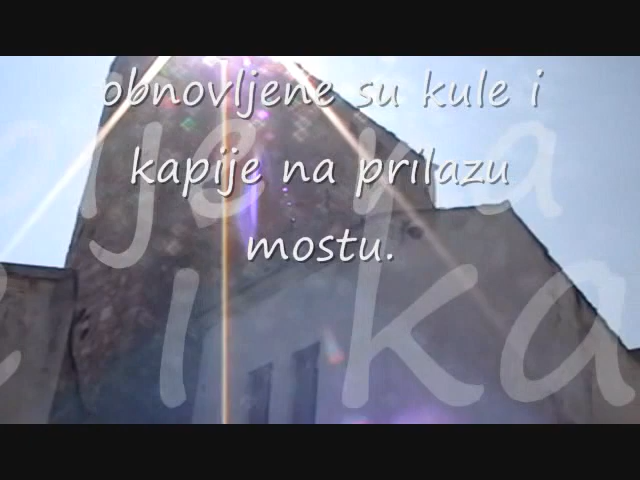 obnovljene su kule i
kapije na prilazu
mostu.